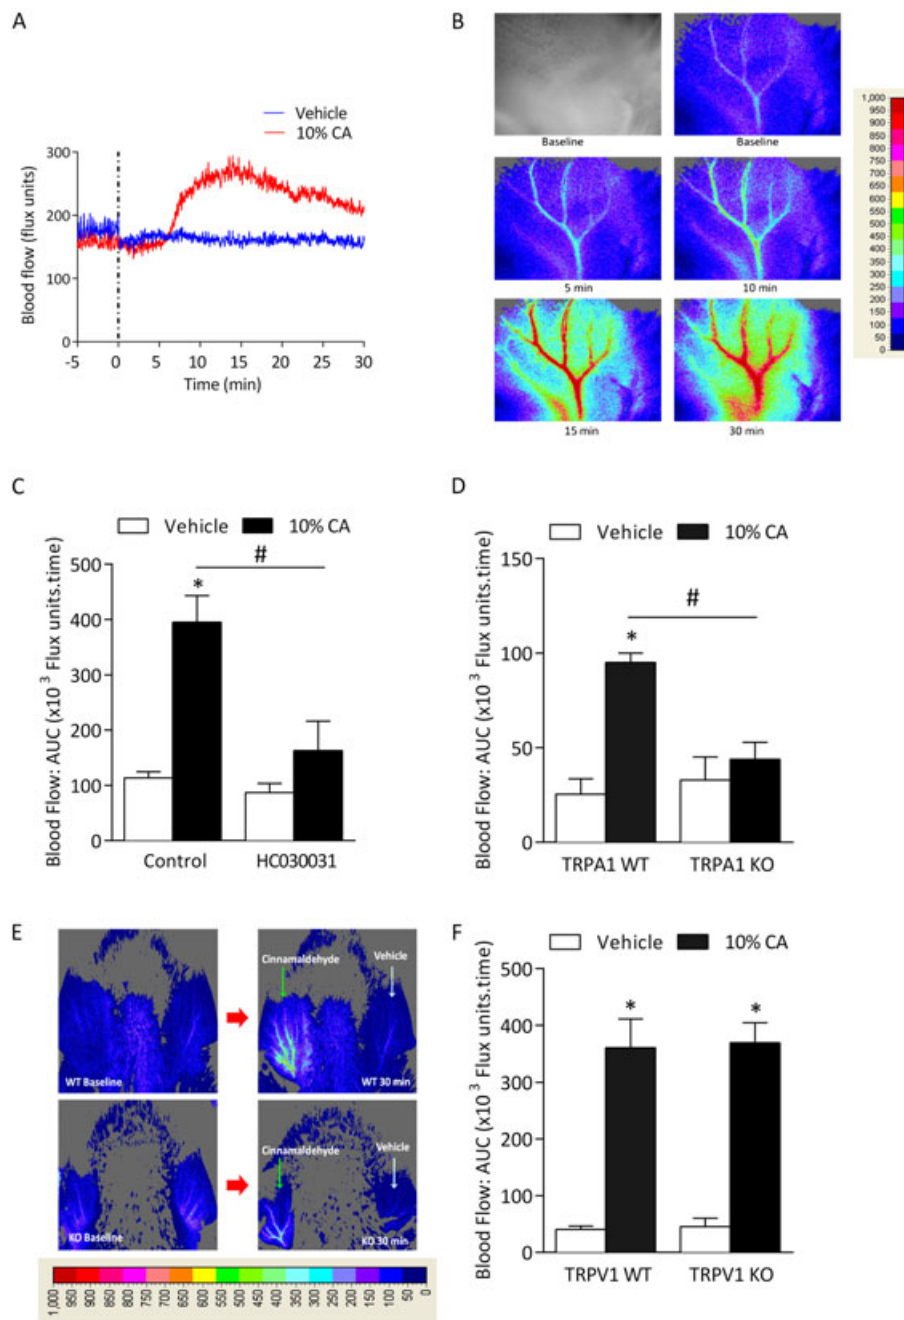 A
Vehicle
10% CA
Blood flow (flux units)
300
200
100
0
-5 0 5 10 15 20 25 30
Time (min)
B
Baseline
Baseline
5 min
10 min
15 min
30 min
1,000
950
900
850
800
750
700
650
600
550
500
450
400
350
300
250
200
150
100
50
0
C
Vehicle
10% CA
Blood Flow: AUC (x10 3 Flux units.time)
500
400
300
200
100
0
*
#
Control
HC030031
D
Vehicle
10% CA
Blood Flow: AUC (x10 3 Flux units.time)
150
100
50
0
*
#
TRPA1 WT
TRPA1 KO
E
WT Baseline
Cinnamaldehyde
Vehicle
WT 30 min
KO Baseline
Cinnamaldehyde
Vehicle
KO 30 min
1,000 950 900 850 800 750 700 650 600 550 500 450 400 350 300 250 200 150 100 50 0
F
Vehicle
10% CA
Blood Flow: AUC (x10 3 Flux units.time)
500
400
300
200
100
0
*
*
TRPV1 WT
TRPV1 KO